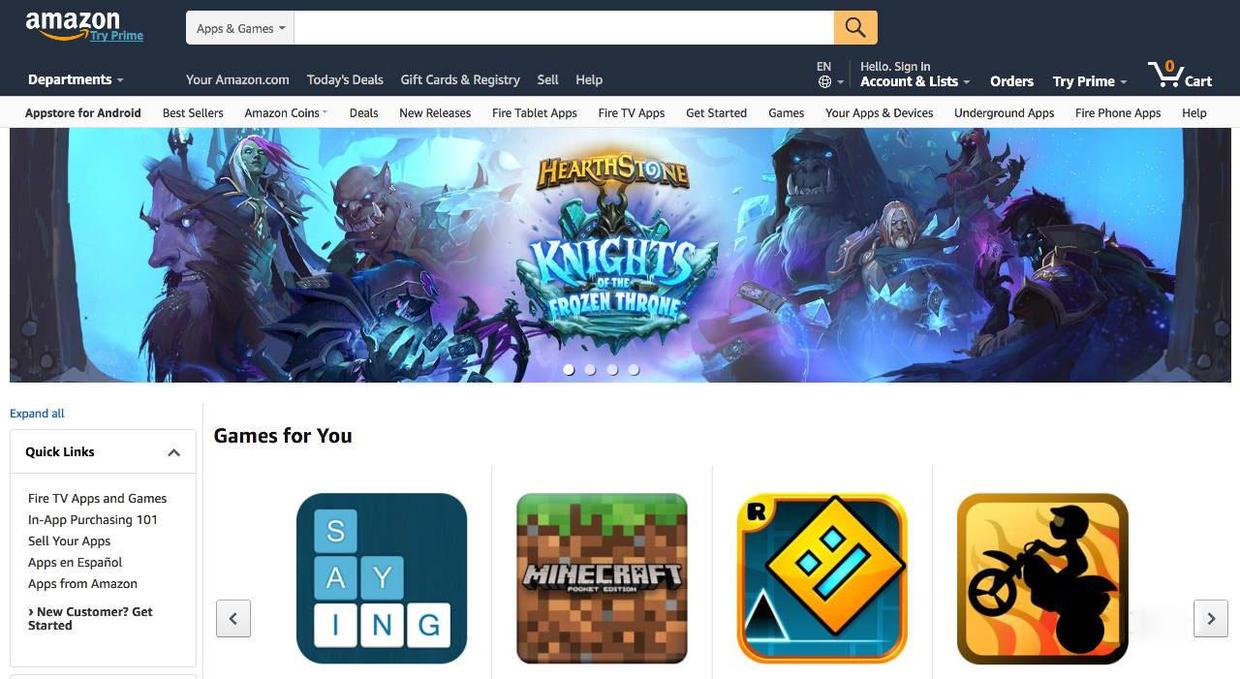 amazon
Try Prime
Apps & Games
Departments
Your Amazon.com Today's Deals Gift Cards & Registry Sell Help
EN
Hello. Sign in
Account & Lists
Orders
Try Prime
0
Cart
Appstore for Android Best Sellers Amazon Coins Deals New Releases Fire Tablet Apps Fire TV Apps Get Started Games Your Apps & Devices Underground Apps Fire Phone Apps Help
HEARTHSTONE
KNIGHTS
OF THE
FROZEN THRONE
Expand all
Quick Links
Fire TV Apps and Games
In-App Purchasing 101
Sell Your Apps
Apps en Español
Apps from Amazon
› New Customer? Get
Started
Games for You
S
A Y
I N G
MINECRAFT
POCKET EDITION
R